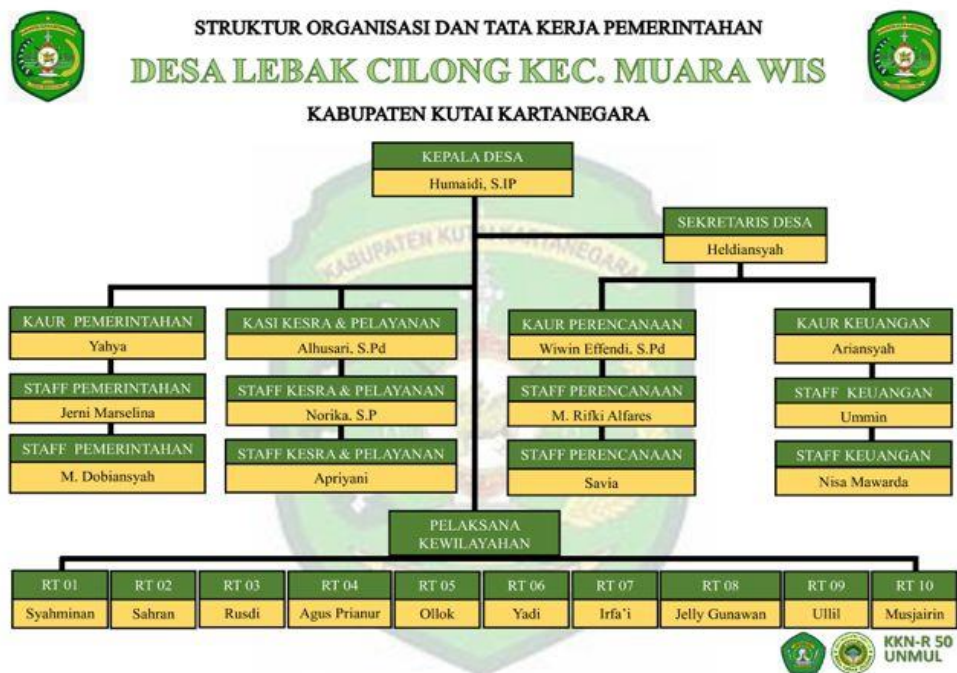 STRUKTUR ORGANISASI DAN TATA KERJA PEMERINTAHAN
DESA LEBAK CILONG KEC. MUARA WIS
KABUPATEN KUTAI KARTANEGARA
KABUPATEN KUTAI KARTANEGARA
KEPALA DESA
Humaidi, S.IP
SEKRETARIS DESA
Heldiansyah
KAUR PEMERINTAHAN
Yahya
STAFF PEMERINTAHAN
Jerni Marselina
STAFF PEMERINTAHAN
M. Dobiansyah
KASI KESRA & PELAYANAN
Alhusari, S.Pd
STAFF KESRA & PELAYANAN
Norika, S.P
STAFF KESRA & PELAYANAN
Apriyani
KAUR PERENCANAAN
Wiwin Effendi, S.Pd
STAFF PERENCANAAN
M. Rifki Alfares
STAFF PERENCANAAN
Savia
KAUR KEUANGAN
Ariansyah
STAFF KEUANGAN
Ummin
STAFF KEUANGAN
Nisa Mawarda
PELAKSANA
KEWILAYAHAN
RT 01
Syahminan
RT 02
Sahran
RT 03
Rusdi
RT 04
Agus Prianur
RT 05
Ollok
RT 06
Yadi
RT 07
Irfa'i
RT 08
Jelly Gunawan
RT 09
Ullil
RT 10
Musjairin
KKN-R 50
UNMUL